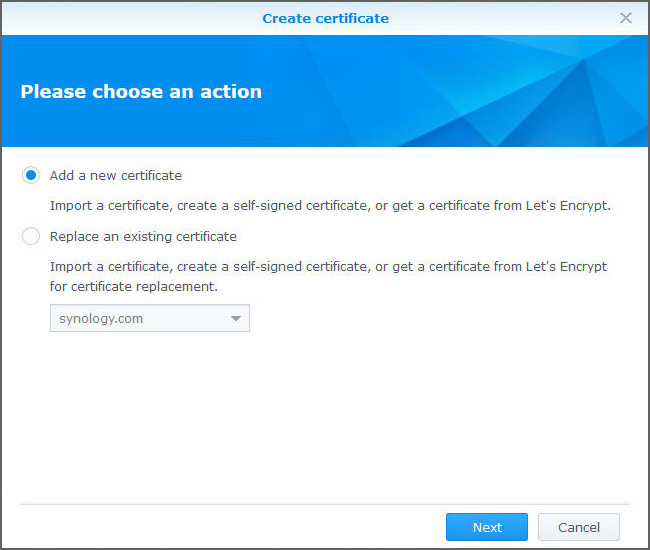 Create certificate
Please choose an action
Add a new certificate
Import a certificate, create a self-signed certificate, or get a certificate from Let's Encrypt.
Replace an existing certificate
Import a certificate, create a self-signed certificate, or get a certificate from Let's Encrypt
for certificate replacement.
synology.com
Next
Cancel